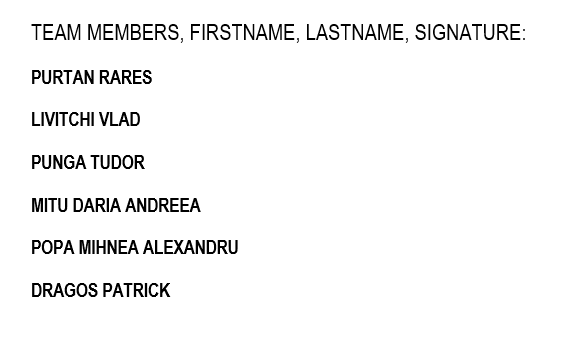 TEAM MEMBERS, FIRSTNAME, LASTNAME, SIGNATURE:
PURTAN RARES
LIVITCHI VLAD
PUNGA TUDOR
MITU DARIA ANDREEA
POPA MIHNEA ALEXANDRU
DRAGOS PATRICK